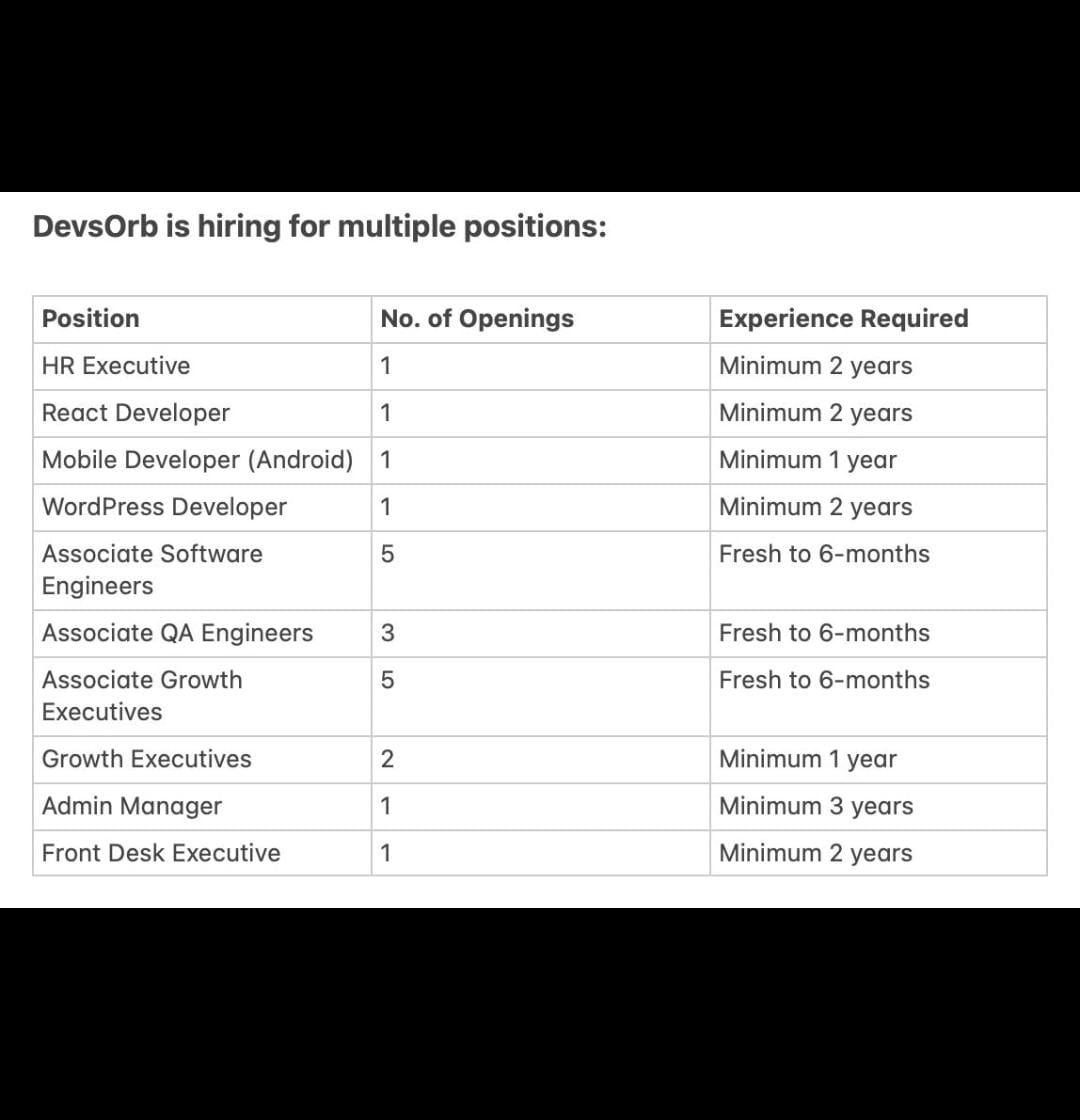 DevsOrb is hiring for multiple positions:
Position No. of Openings Experience Required
HR Executive 1 Minimum 2 years
React Developer 1 Minimum 2 years
Mobile Developer (Android) 1 Minimum 1 year
WordPress Developer 1 Minimum 2 years
Associate Software 5 Fresh to 6-months
Engineers
Associate QA Engineers 3 Fresh to 6-months
Associate Growth 5 Fresh to 6-months
Executives
Growth Executives 2 Minimum 1 year
Admin Manager 1 Minimum 3 years
Front Desk Executive 1 Minimum 2 years